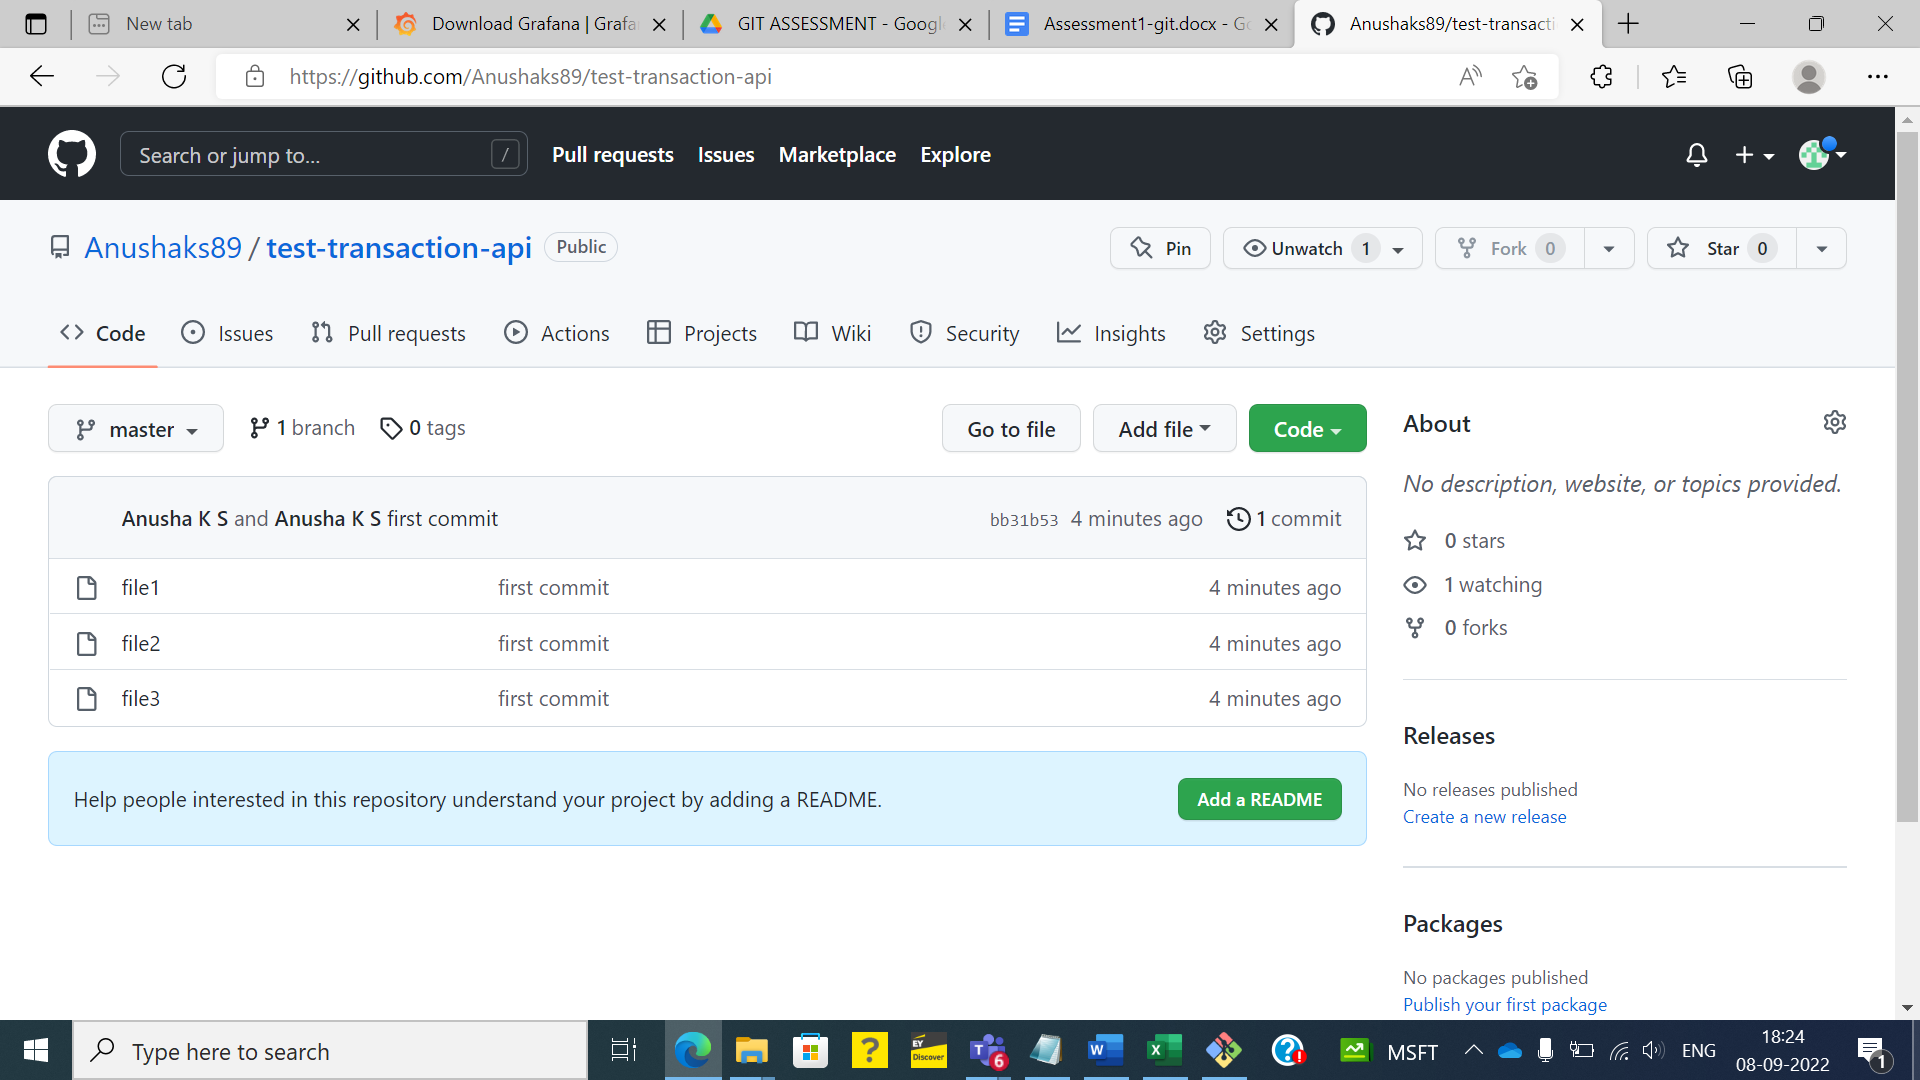 New tab
Download Grafana | Grafa
GIT ASSESSMENT - Googl
Assessment1-git.docx - Go
Anushaks89/test-transacti
https://github.com/Anushaks89/test-transaction-api
Search or jump to... /
Pull requests Issues Marketplace Explore
Anushaks89 / test-transaction-api Public
Pin
Unwatch 1
Fork 0
Star 0
Code Issues Pull requests Actions Projects Wiki Security Insights Settings
master 1 branch 0 tags
Go to file Add file Code
Anusha K S and Anusha K S first commit bb31b53 4 minutes ago 1 commit
file1 first commit 4 minutes ago
file2 first commit 4 minutes ago
file3 first commit 4 minutes ago
Help people interested in this repository understand your project by adding a README. Add a README
About
No description, website, or topics provided.
0 stars
1 watching
0 forks
Releases
No releases published
Create a new release
Packages
No packages published
Publish your first package
Type here to search
EY
Discover
6
MSFT
ENG
18:24
08-09-2022
1